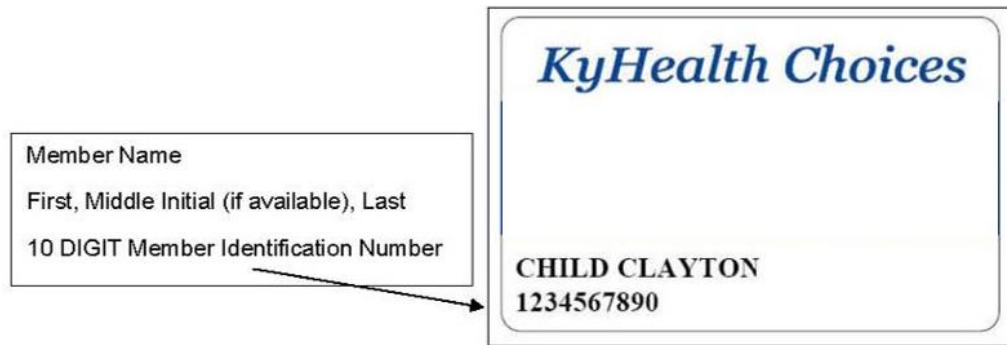 KyHealth Choices
Member Name
First, Middle Initial (if available), Last
10 DIGIT Member Identification Number
CHILD CLAYTON
1234567890